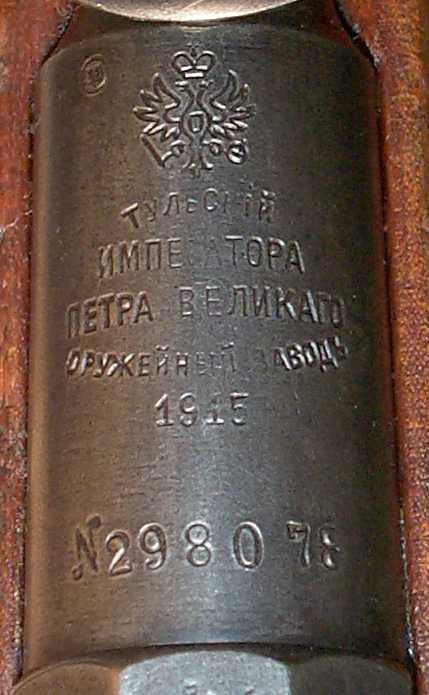 ТУЛЬСКІЙ
ИМПЕРАТОРА
ПЕТРА ВЕЛИКАГО
ОРУЖЕЙНЫЙ ЗАВОДЪ
1915
№298078